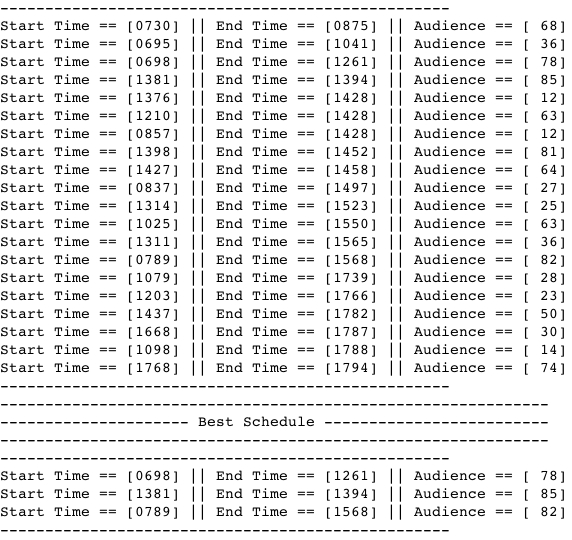 --------------------------------------------------
Start Time == [0730] || End Time == [0875] || Audience == [ 68]
Start Time == [0695] || End Time == [1041] || Audience == [ 36]
Start Time == [0698] || End Time == [1261] || Audience == [ 78]
Start Time == [1381] || End Time == [1394] || Audience == [ 85]
Start Time == [1376] || End Time == [1428] || Audience == [ 12]
Start Time == [1210] || End Time == [1428] || Audience == [ 63]
Start Time == [0857] || End Time == [1428] || Audience == [ 12]
Start Time == [1398] || End Time == [1452] || Audience == [ 81]
Start Time == [1427] || End Time == [1458] || Audience == [ 64]
Start Time == [0837] || End Time == [1497] || Audience == [ 27]
Start Time == [1314] || End Time == [1523] || Audience == [ 25]
Start Time == [1025] || End Time == [1550] || Audience == [ 63]
Start Time == [1311] || End Time == [1565] || Audience == [ 36]
Start Time == [0789] || End Time == [1568] || Audience == [ 82]
Start Time == [1079] || End Time == [1739] || Audience == [ 28]
Start Time == [1203] || End Time == [1766] || Audience == [ 23]
Start Time == [1437] || End Time == [1782] || Audience == [ 50]
Start Time == [1668] || End Time == [1787] || Audience == [ 30]
Start Time == [1098] || End Time == [1788] || Audience == [ 14]
Start Time == [1768] || End Time == [1794] || Audience == [ 74]
--------------------------------------------------
-------------------------------------------------------------
--------------------- Best Schedule -------------------------
-------------------------------------------------------------
--------------------------------------------------
Start Time == [0698] || End Time == [1261] || Audience == [ 78]
Start Time == [1381] || End Time == [1394] || Audience == [ 85]
Start Time == [0789] || End Time == [1568] || Audience == [ 82]
--------------------------------------------------